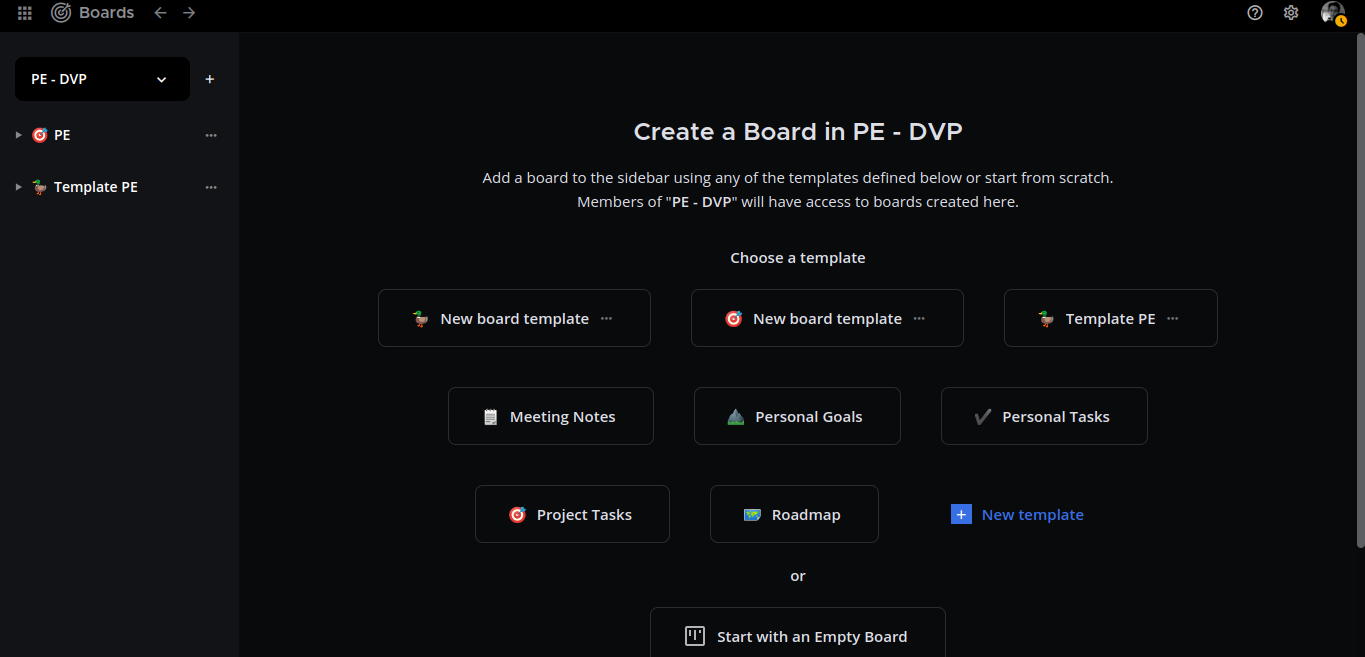 Boards
PE - DVP
+
PE
Template PE
Create a Board in PE - DVP
Add a board to the sidebar using any of the templates defined below or start from scratch.
Members of "PE - DVP" will have access to boards created here.
Choose a template
New board template
New board template
Template PE
Meeting Notes
Personal Goals
Personal Tasks
Project Tasks
Roadmap
+ New template
or
Start with an Empty Board